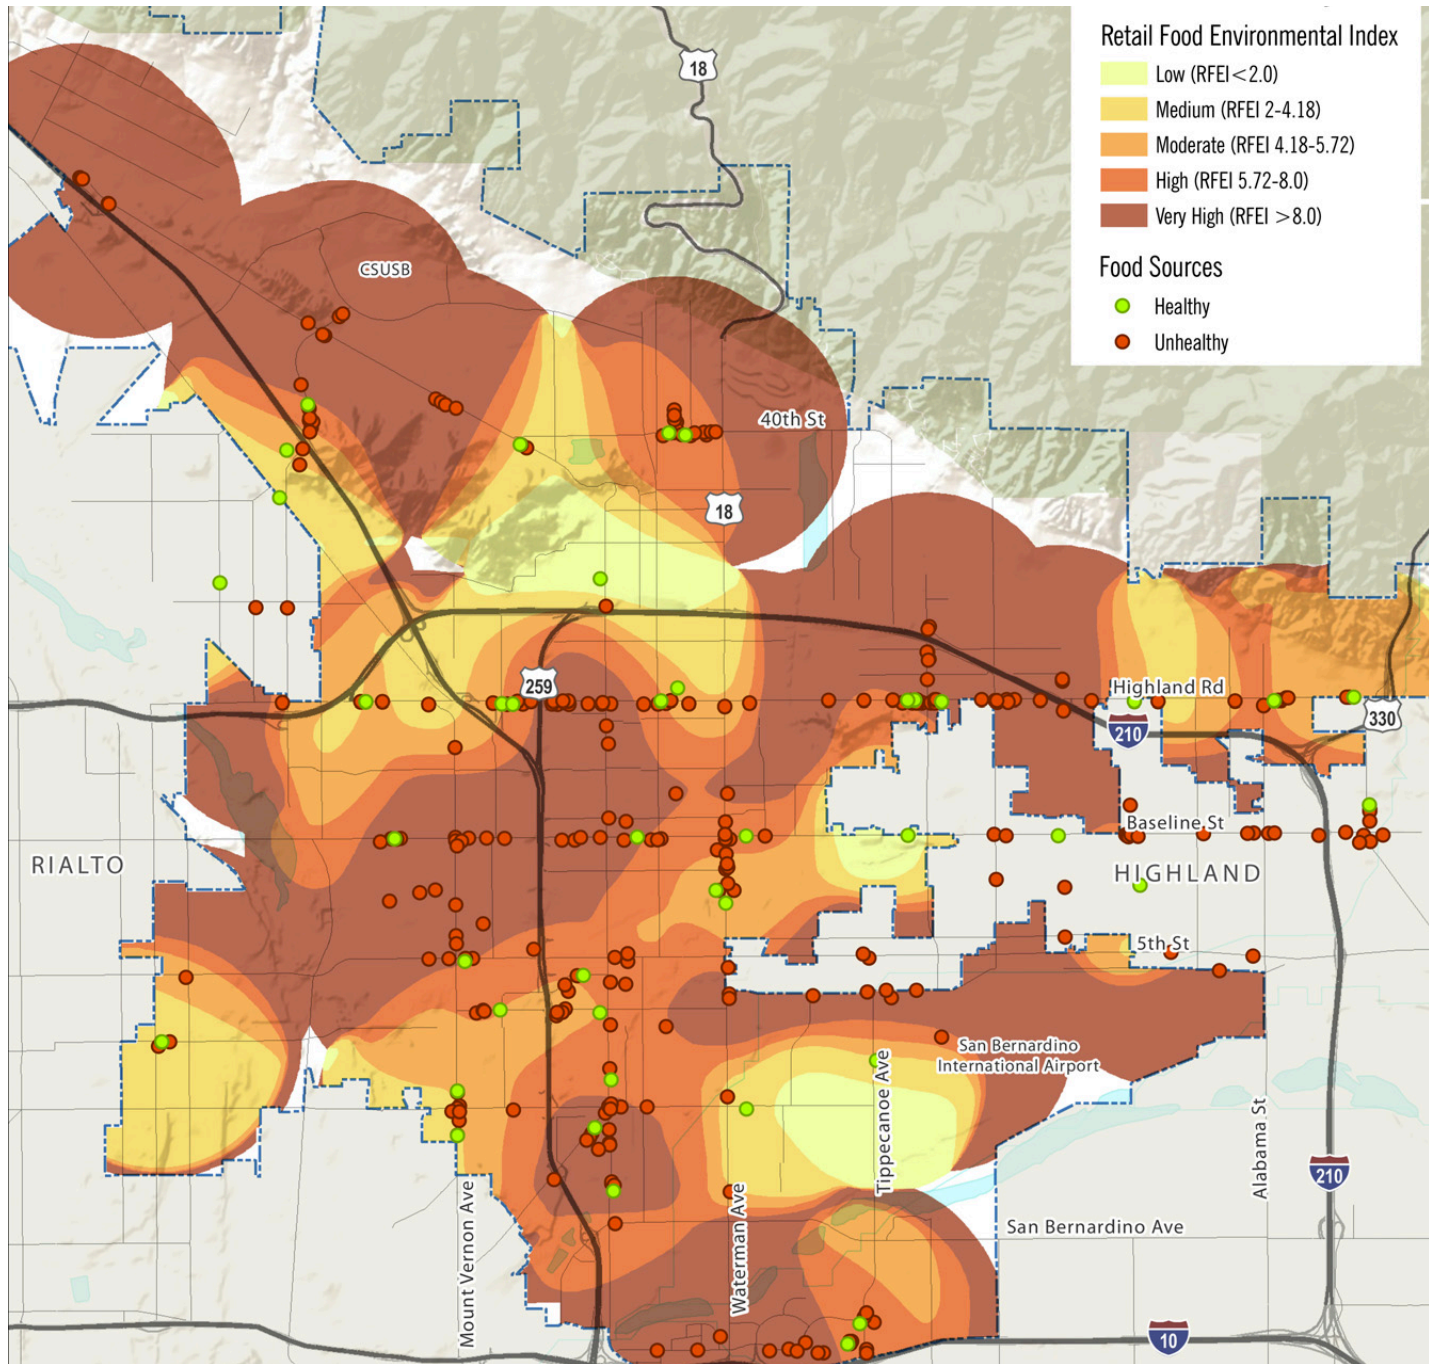 Retail Food Environmental Index
Low (RFEI<2.0)
Medium (RFEI 2-4.18)
Moderate (RFEI 4.18-5.72)
High (RFEI 5.72-8.0)
Very High (RFEI >8.0)
Food Sources
Healthy
Unhealthy
18
CSUSB
40th St
18
259
Highland Rd
210
330
Baseline St
RIALTO
HIGHLAND
5th St
San Bernardino
International Airport
Tippecanoe Ave
Alabama St
210
Mount Vernon Ave
Waterman Ave
San Bernardino Ave
10